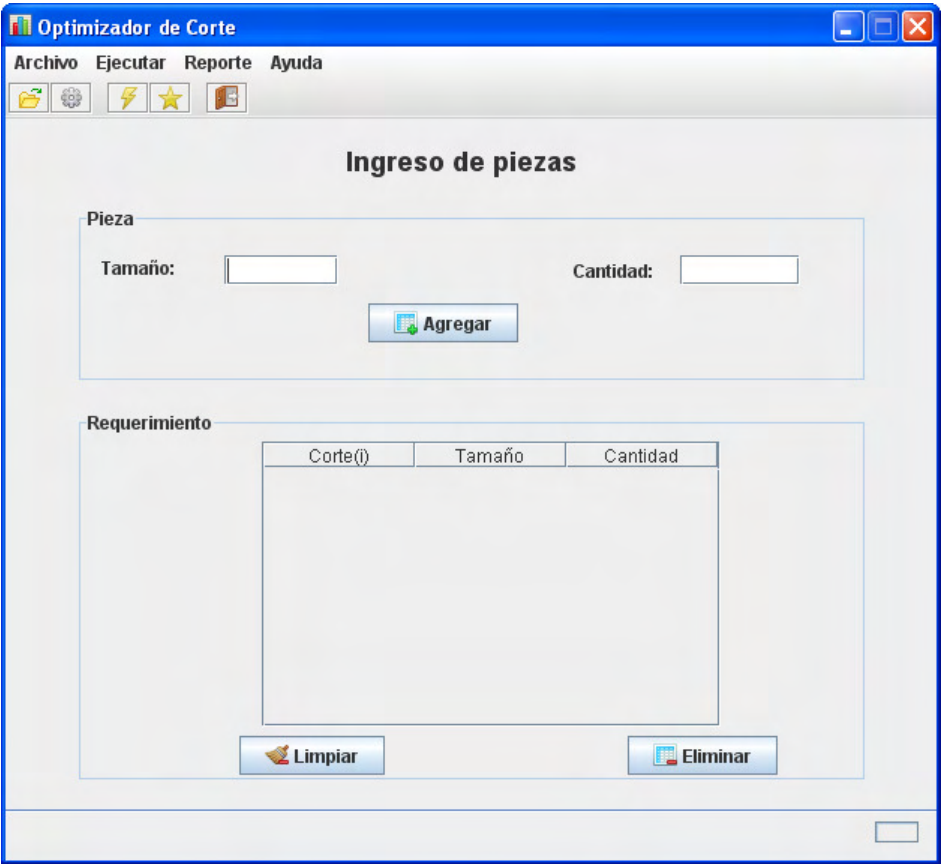 Optimizador de Corte
Archivo Ejecutar Reporte Ayuda
Ingreso de piezas
Pieza
Tamaño: Cantidad:
Agregar
Requerimiento
Corte(i) Tamaño Cantidad
Limpiar Eliminar